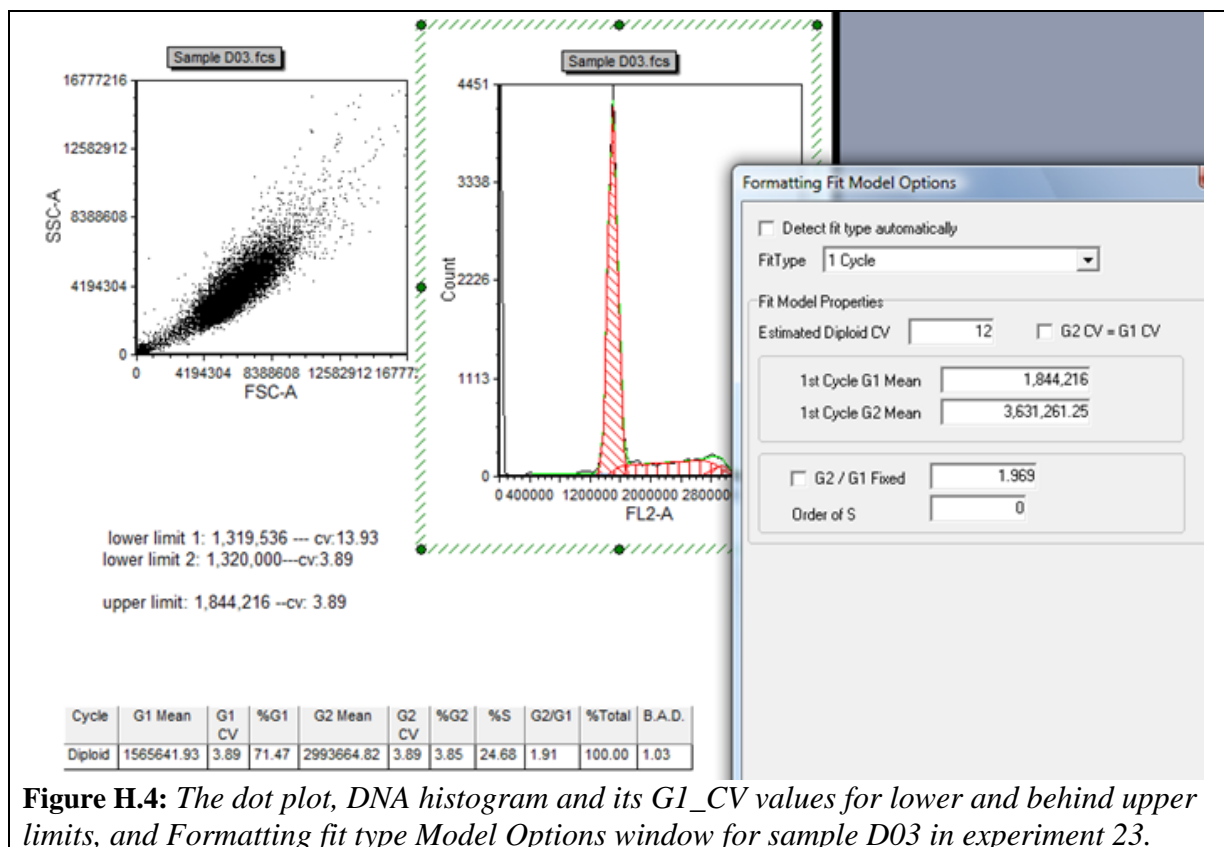 Sample D03.fcs
16777216
12582912
8388608
4194304
0
SSC-A
0 4194304 8388608 12582912 16777
FSC-A
Sample D03.fcs
4451
3338
2226
1113
0
Count
0 400000 1200000 2000000 2800000
FL2-A
lower limit 1: 1,319,536 --- cv:13.93
lower limit 2: 1,320,000---cv:3.89
upper limit: 1,844,216 --cv: 3.89
Formatting Fit Model Options
Detect fit type automatically
FitType 1 Cycle
Fit Model Properties
Estimated Diploid CV 12 G2 CV = G1 CV
1st Cycle G1 Mean 1,844,216
1st Cycle G2 Mean 3,631,261.25
G2 / G1 Fixed 1.969
Order of S 0
Cycle G1 Mean G1 CV %G1 G2 Mean G2 CV %G2 %S G2/G1 %Total B.A.D.
Diploid 1565641.93 3.89 71.47 2993664.82 3.89 3.85 24.68 1.91 100.00 1.03
Figure H.4: The dot plot, DNA histogram and its G1_CV values for lower and behind upper
limits, and Formatting fit type Model Options window for sample D03 in experiment 23.